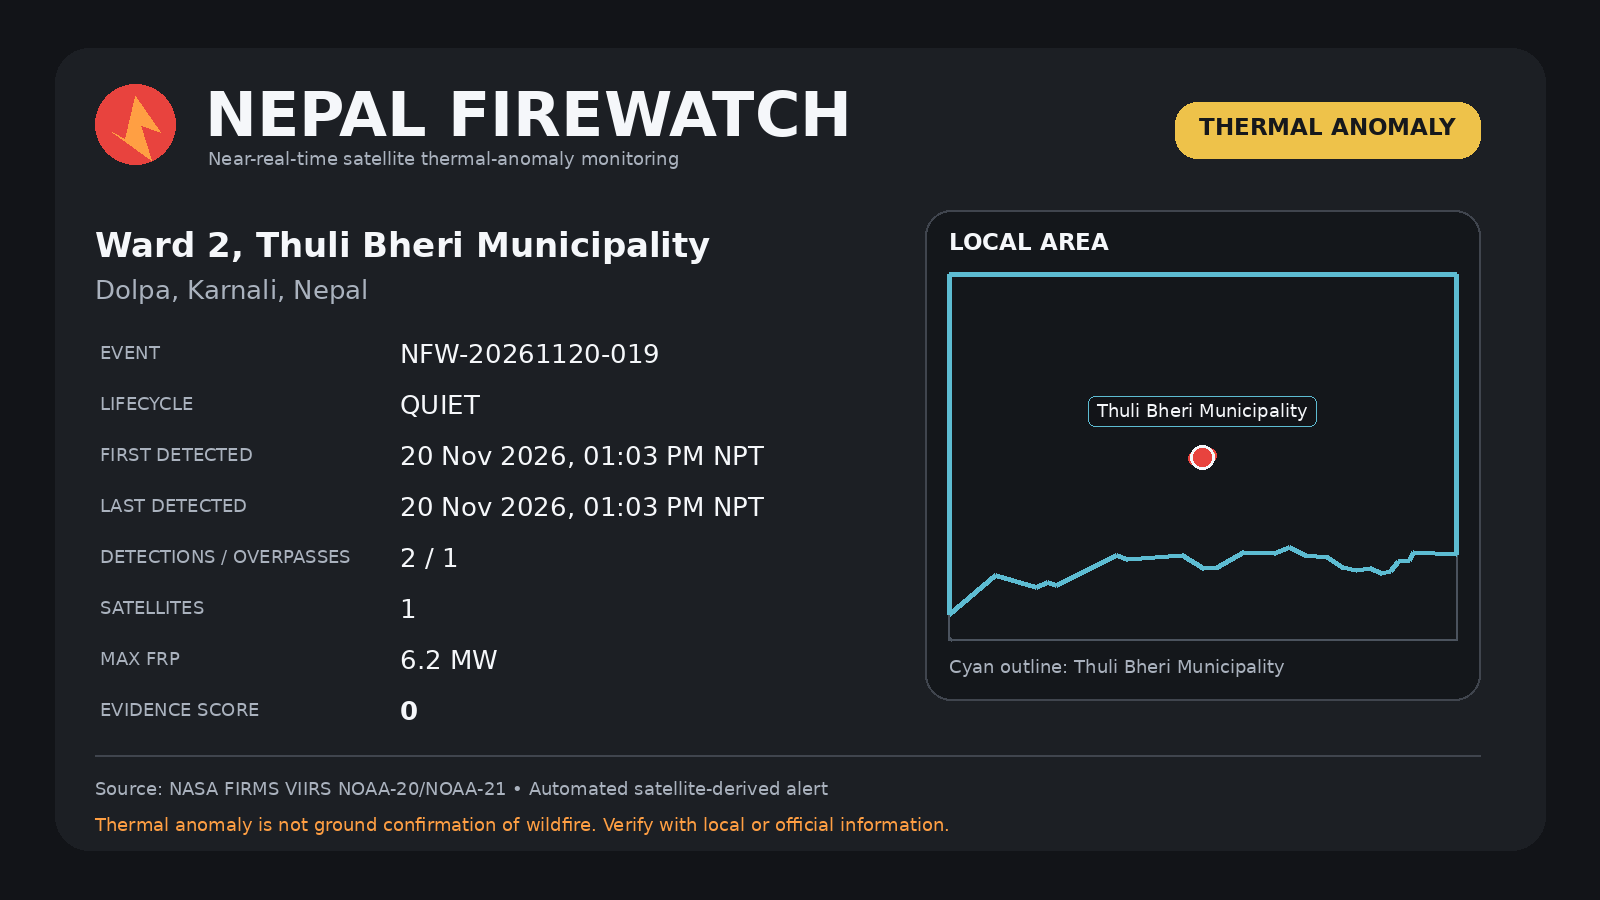 NEPAL FIREWATCH
Near-real-time satellite thermal-anomaly monitoring
THERMAL ANOMALY
Ward 2, Thuli Bheri Municipality
Dolpa, Karnali, Nepal
EVENT NFW-20261120-019
LIFECYCLE QUIET
FIRST DETECTED 20 Nov 2026, 01:03 PM NPT
LAST DETECTED 20 Nov 2026, 01:03 PM NPT
DETECTIONS / OVERPASSES 2 / 1
SATELLITES 1
MAX FRP 6.2 MW
EVIDENCE SCORE 0
LOCAL AREA
Thuli Bheri Municipality
Cyan outline: Thuli Bheri Municipality
Source: NASA FIRMS VIIRS NOAA-20/NOAA-21 • Automated satellite-derived alert
Thermal anomaly is not ground confirmation of wildfire. Verify with local or official information.